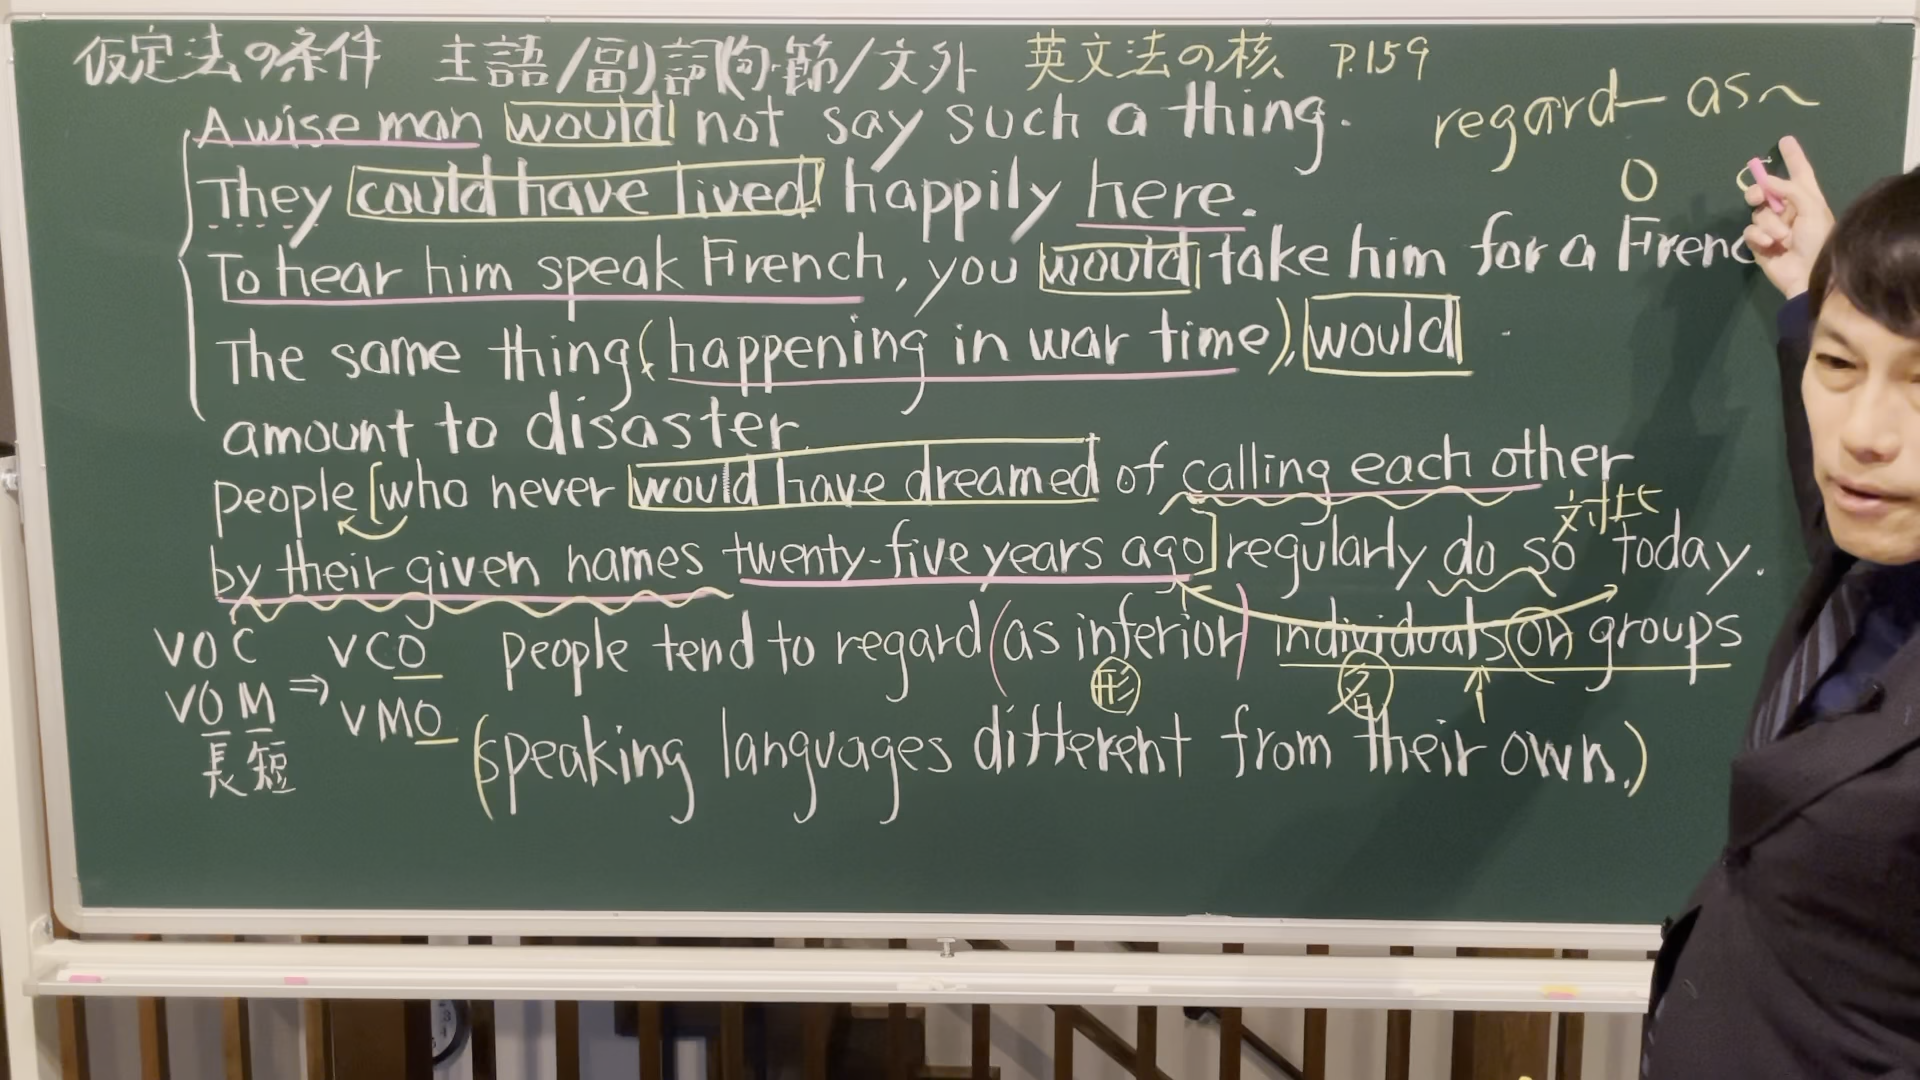 仮定法の条件 主語/副詞句・節/文外 英文法の核 P.159
regard — as ~
O
A wise man would not say such a thing.
They could have lived happily here.
To hear him speak French, you would take him for a Frenc
The same thing(, happening in war time), would
amount to disaster.
people [who never would have dreamed of calling each other
対比
by their given names twenty-five years ago] regularly do so today.
VOC VCO people tend to regard (as inferior) individuals or groups
VOM ⇒ VMO 形 名
長 短 (speaking languages different from their own.)